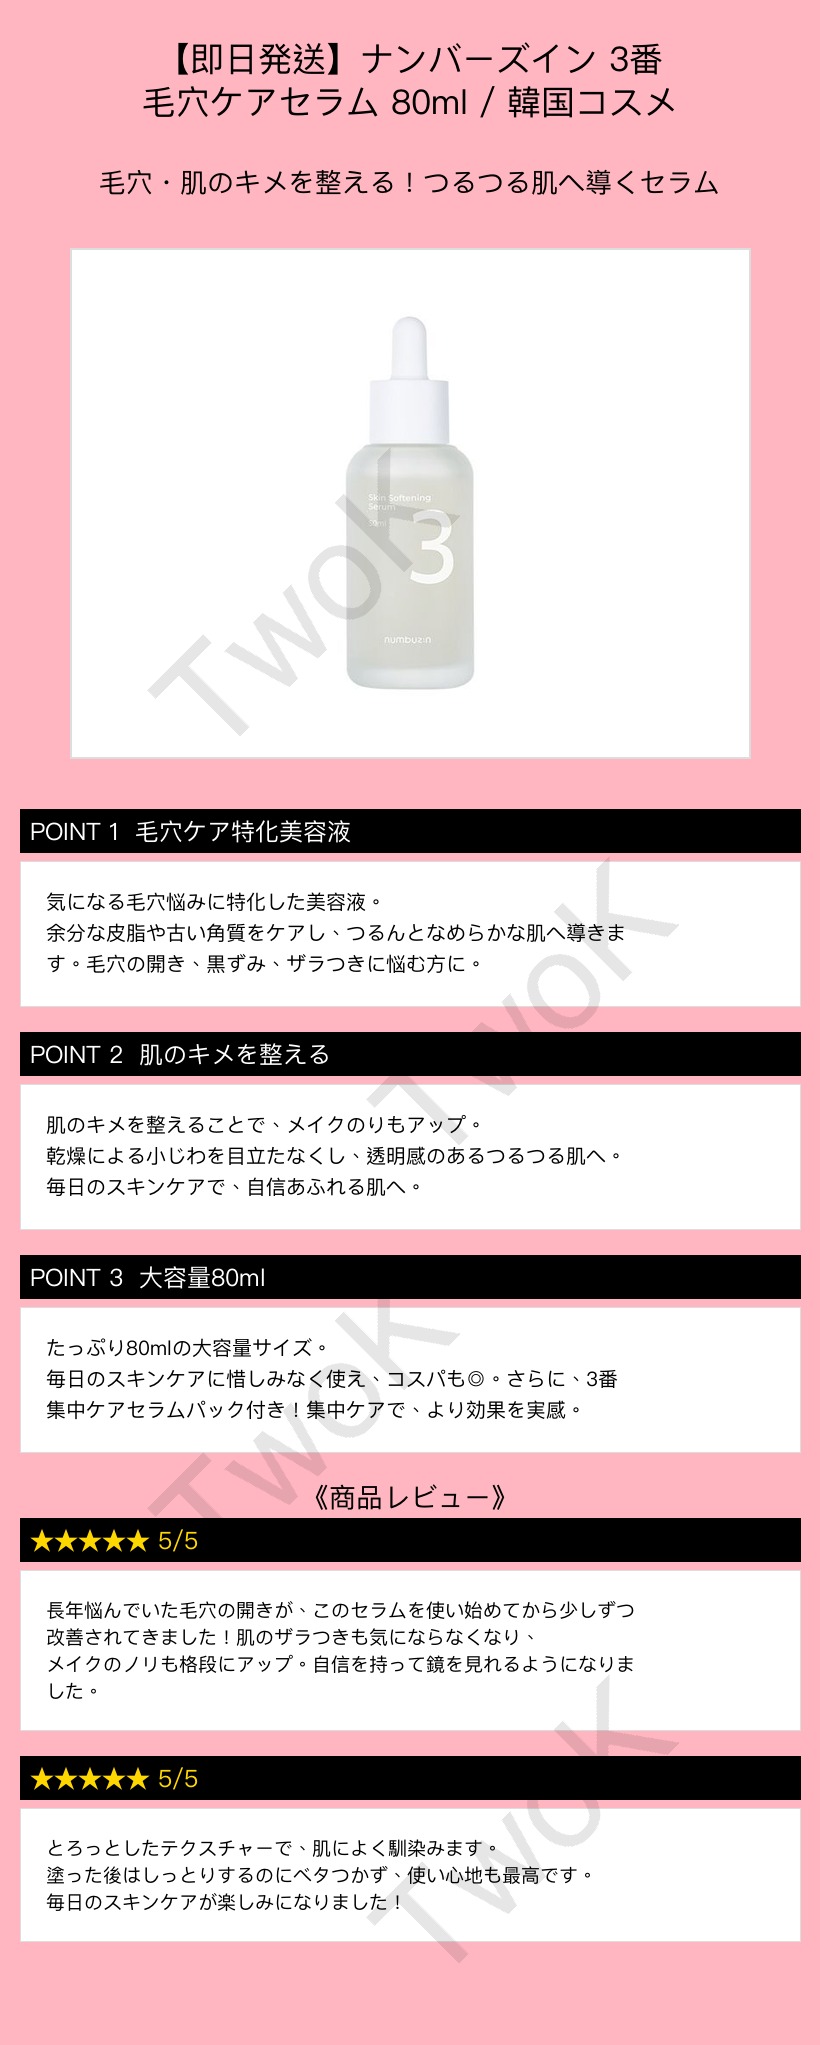 【即日発送】ナンバーズイン 3番
毛穴ケアセラム 80ml / 韓国コスメ
毛穴・肌のキメを整える！つるつる肌へ導くセラム
Skin Softening
Serum
3
numbuzin
TwoK
POINT 1 毛穴ケア特化美容液
気になる毛穴悩みに特化した美容液。
余分な皮脂や古い角質をケアし、つるんとなめらかな肌へ導きま
す。毛穴の開き、黒ずみ、ザラつきに悩む方に。
TwoK
POINT 2 肌のキメを整える
肌のキメを整えることで、メイクのりもアップ。
乾燥による小じわを目立たなくし、透明感のあるつるつる肌へ。
毎日のスキンケアで、自信あふれる肌へ。
POINT 3 大容量80ml
たっぷり80mlの大容量サイズ。
毎日のスキンケアに惜しみなく使え、コスパも◎。さらに、3番
集中ケアセラムパック付き！集中ケアで、より効果を実感。
TwoK
《商品レビュー》
★★★★★ 5/5
長年悩んでいた毛穴の開きが、このセラムを使い始めてから少しずつ
改善されてきました！肌のザラつきも気にならなくなり、
メイクのノリも格段にアップ。自信を持って鏡を見れるようになりま
した。
★★★★★ 5/5
とろっとしたテクスチャーで、肌によく馴染みます。
塗った後はしっとりするのにベタつかず、使い心地も最高です。
毎日のスキンケアが楽しみになりました！
TwoK